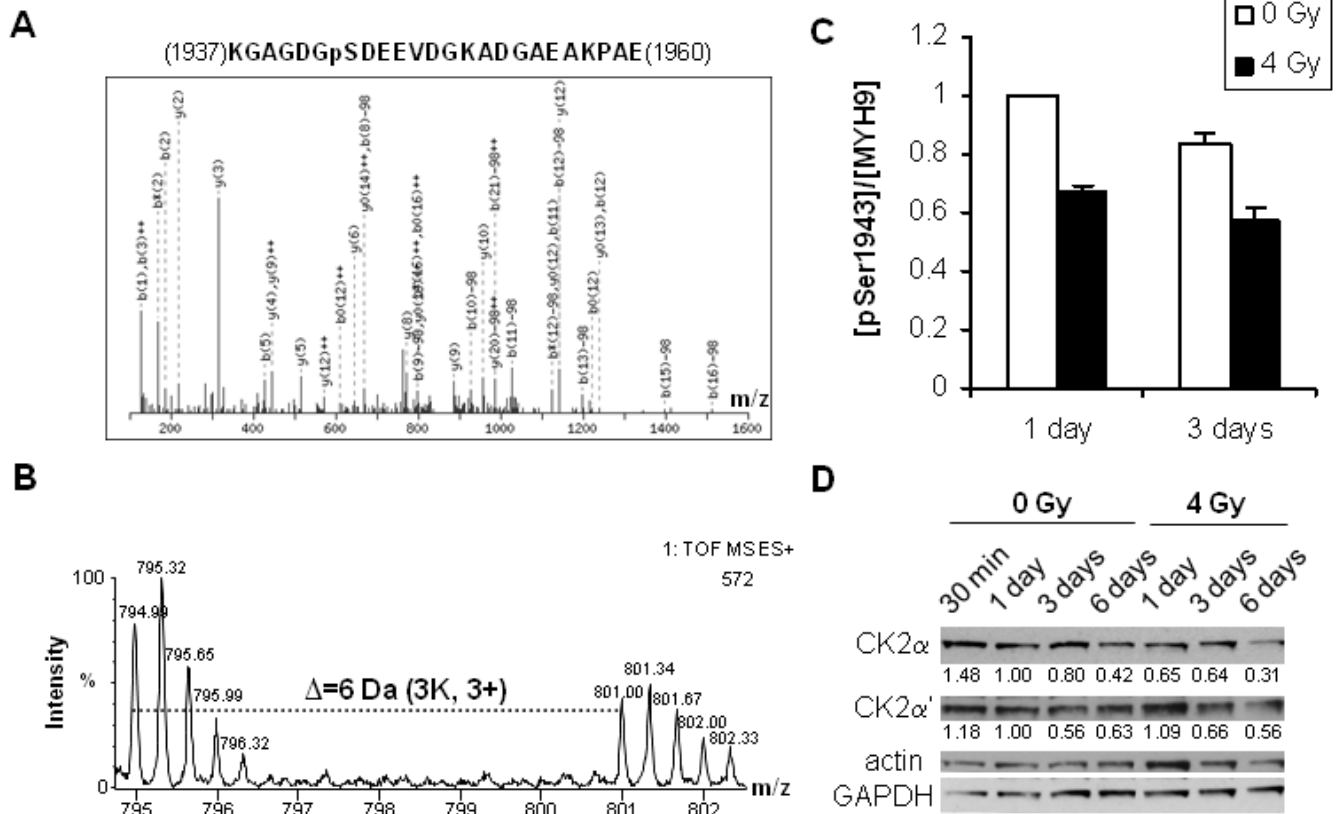 A
(1937)KGAGDGpSDEEVDGKADGAEAKPAE(1960)
b(1),b(3)++
b*(2)
b(2)
y(2)
y(3)
b(5)
y(4),y(9)++
y(5)
y(12)++
b0(12)++
y(6)
y0(14)++,b(8)-98
y(8)
y(9)
b(10)-98
y(10)
y(20)-98++
b(21)-98++
b(11)-98
b*(12)-98,y0(12),b(11)
b(12)-98
y(12)
b(13)-98
b0(12)
y0(13),b(12)
b(15)-98
b(16)-98
m/z
200 400 600 800 1000 1200 1400 1600
B
1: TOF MS ES+
572
Intensity
%
100
0
794.99
795.32
795.65
795.99
796.32
Δ=6 Da (3K, 3+)
801.00
801.34
801.67
802.00
802.33
m/z
795 796 797 798 799 800 801 802
C
0 Gy
4 Gy
[pSer1943]/[MYH9]
1.2
1
0.8
0.6
0.4
0.2
0
1 day 3 days
D
0 Gy 4 Gy
30 min 1 day 3 days 6 days 1 day 3 days 6 days
CK2α
1.48 1.00 0.80 0.42 0.65 0.64 0.31
CK2α'
1.18 1.00 0.56 0.63 1.09 0.66 0.56
actin
GAPDH